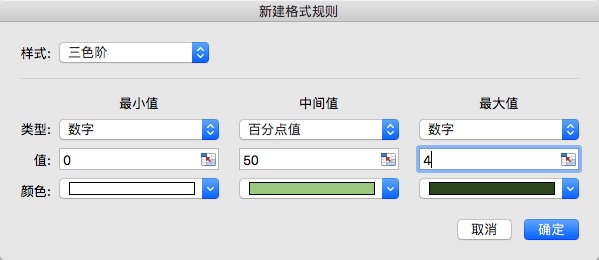 新建格式规则
样式: 三色阶
最小值 中间值 最大值
类型: 数字 百分点值 数字
值: 0 50 4
颜色:
取消 确定